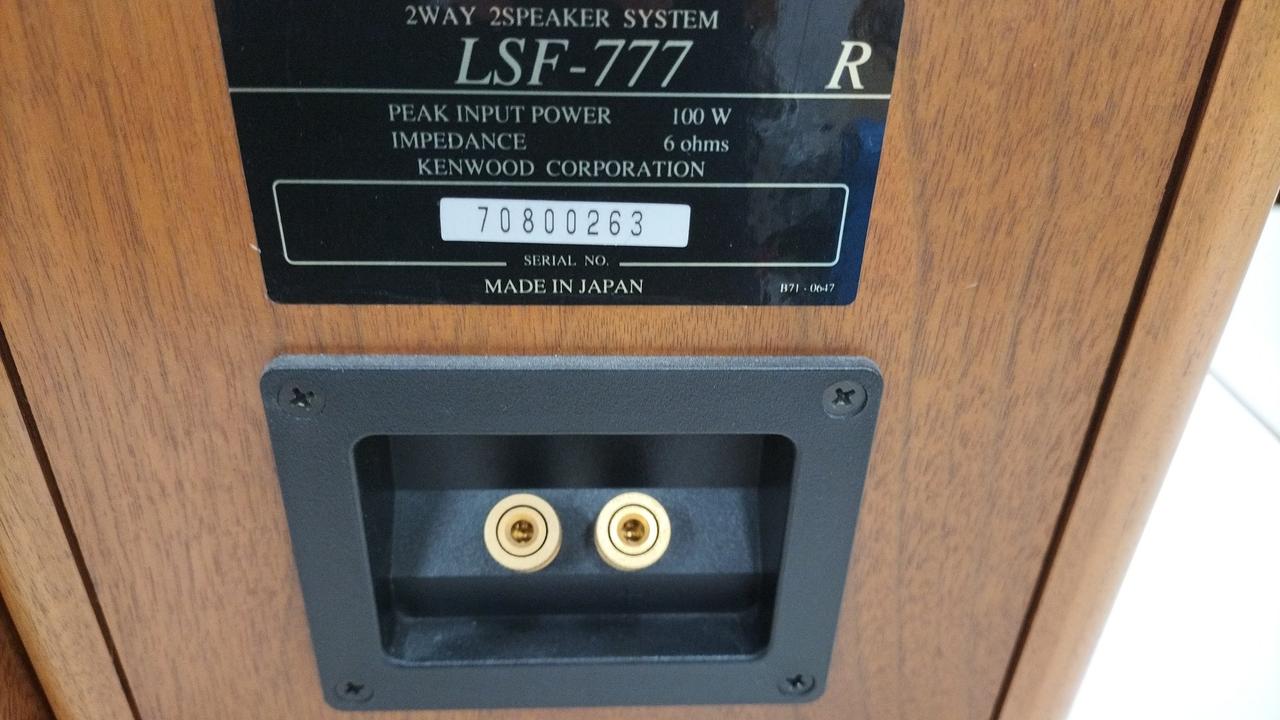 2WAY 2SPEAKER SYSTEM
LSF-777 R
PEAK INPUT POWER 100 W
IMPEDANCE 6 ohms
KENWOOD CORPORATION
70800263
SERIAL NO.
MADE IN JAPAN
B71-0647